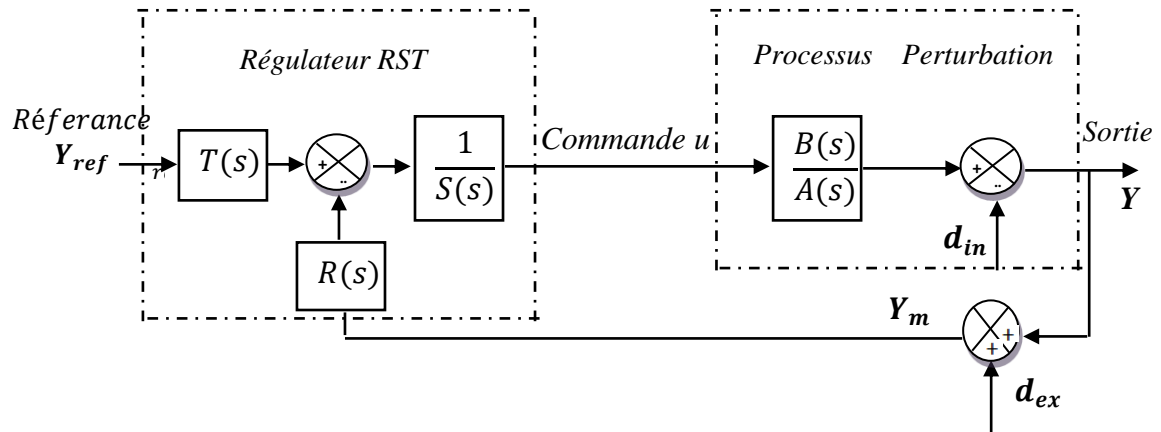 Régulateur RST
Processus Perturbation
Réferance
Y_ref
T(s)
+
--
1
S(s)
Commande u
B(s)
A(s)
+
--
Sortie
Y
d_in
R(s)
Y_m
+
+
d_ex